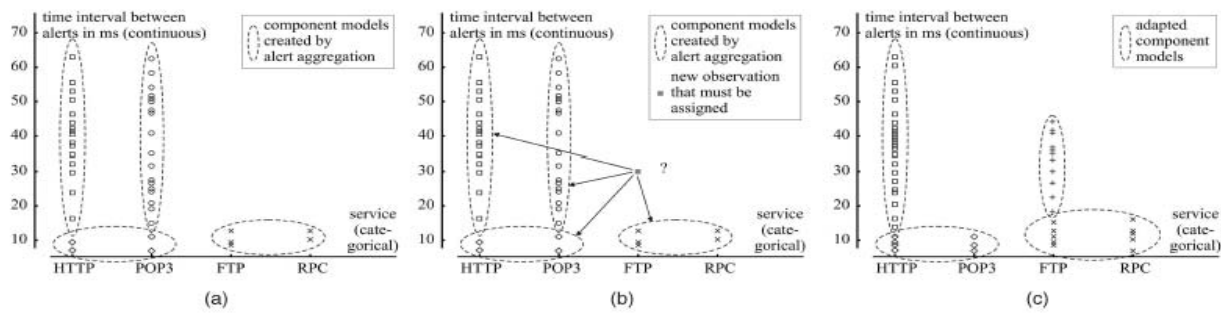 time interval between
alerts in ms (continuous)
component models
created by
alert aggregation
70
60
50
40
30
20
10
service
(cate-
gorical)
HTTP POP3 FTP RPC
(a)
time interval between
alerts in ms (continuous)
component models
created by
alert aggregation
new observation
that must be
assigned
70
60
50
40
30
20
10
?
service
(cate-
gorical)
HTTP POP3 FTP RPC
(b)
time interval between
alerts in ms (continuous)
adapted
component
models
70
60
50
40
30
20
10
service
(cate-
gorical)
HTTP POP3 FTP RPC
(c)